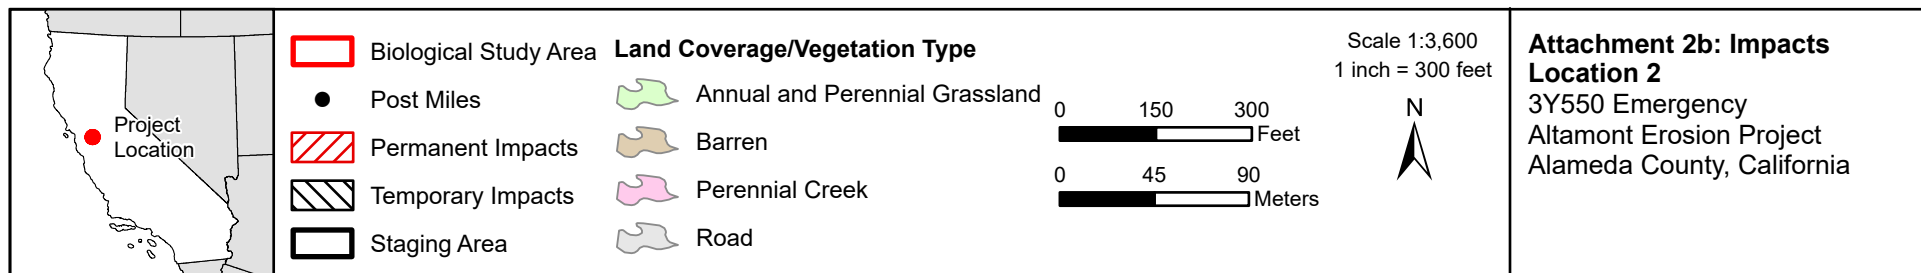 Project
Location
Biological Study Area
Post Miles
Permanent Impacts
Temporary Impacts
Staging Area
Land Coverage/Vegetation Type
Annual and Perennial Grassland
Barren
Perennial Creek
Road
0 150 300
Feet
0 45 90
Meters
Scale 1:3,600
1 inch = 300 feet
N
Attachment 2b: Impacts
Location 2
3Y550 Emergency
Altamont Erosion Project
Alameda County, California